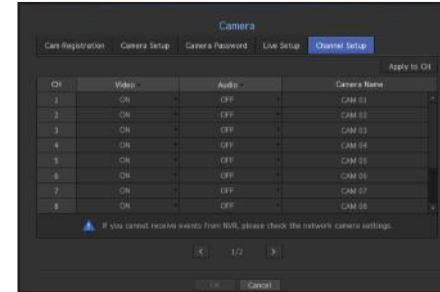 Camera
Cam Registration Camera Setup Camera Password Live Setup Channel Setup
Apply to CH
CH Video Audio Camera Name
1 ON OFF CAM 01
2 ON OFF CAM 02
3 ON OFF CAM 03
4 ON OFF CAM 04
5 ON OFF CAM 05
6 ON OFF CAM 06
7 ON OFF CAM 07
8 ON OFF CAM 08
If you cannot receive events from NVR, please check the network camera settings.
< 1/2 >
OK Cancel